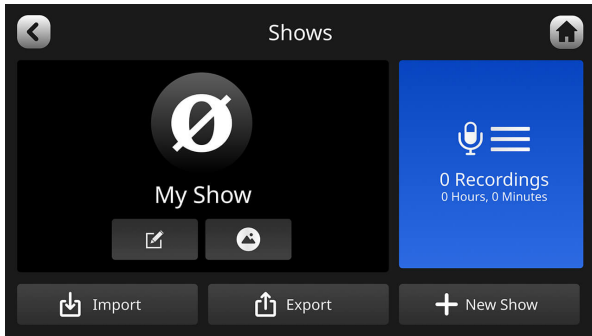 Shows
My Show
0 Recordings
0 Hours, 0 Minutes
Import
Export
New Show